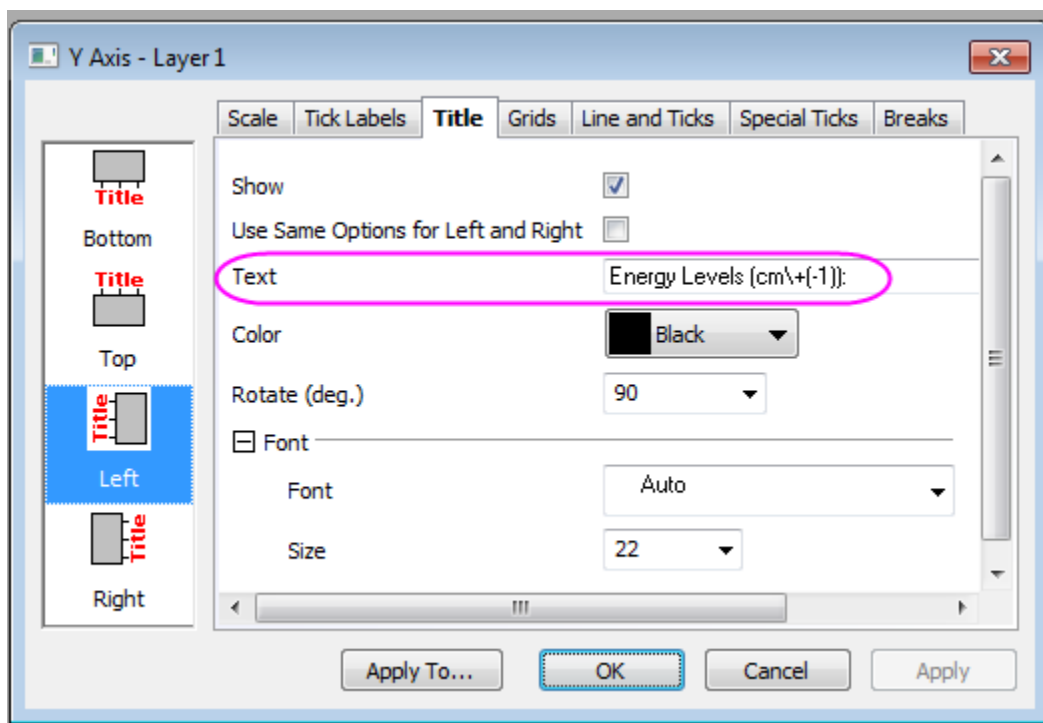 Y Axis - Layer 1
Scale Tick Labels Title Grids Line and Ticks Special Ticks Breaks
Title
Bottom
Title
Top
Title
Left
Title
Right
Show
Use Same Options for Left and Right
Text Energy Levels (cm\+(-1)):
Color Black
Rotate (deg.) 90
Font
Font Auto
Size 22
Apply To... OK Cancel Apply